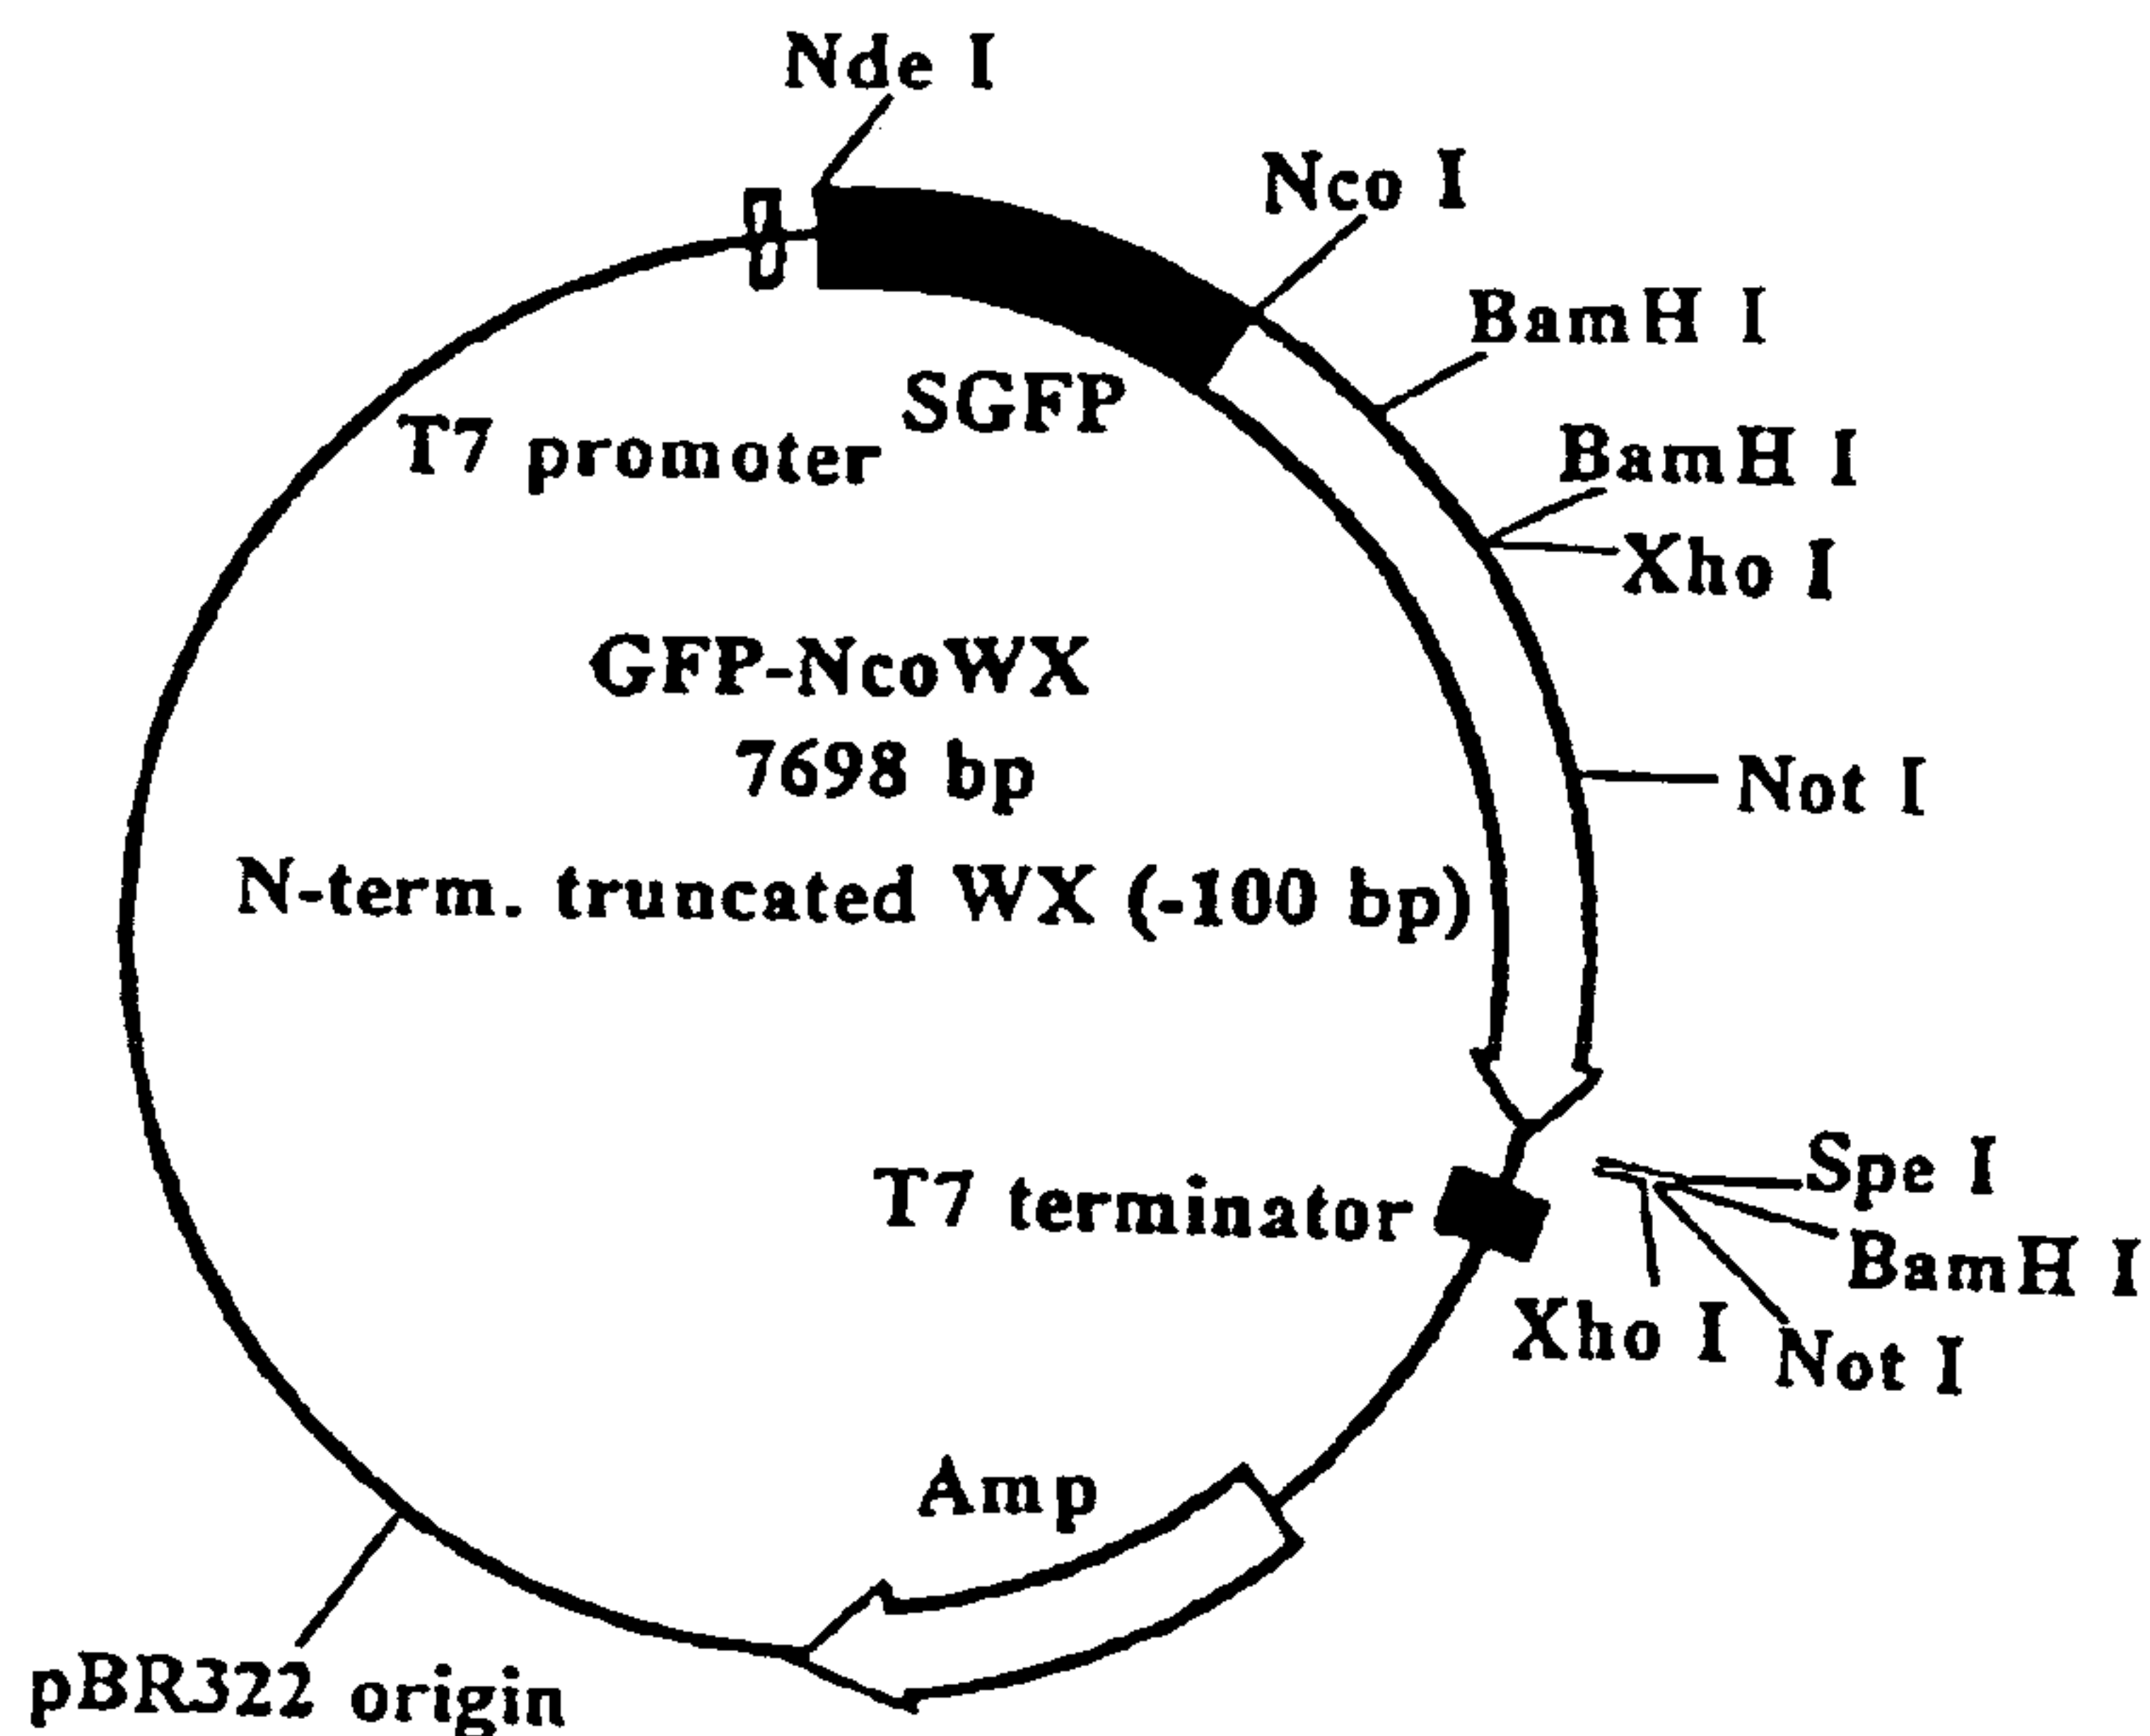 Nde I
Nco I
BamH I
SGFP
T7 promoter
BamH I
Xho I
GFP-NcoWX
7698 bp
Not I
N-term. truncated WX (-100 bp)
Spe I
T7 terminator
BamH I
Xho I
Not I
Amp
pBR322 origin